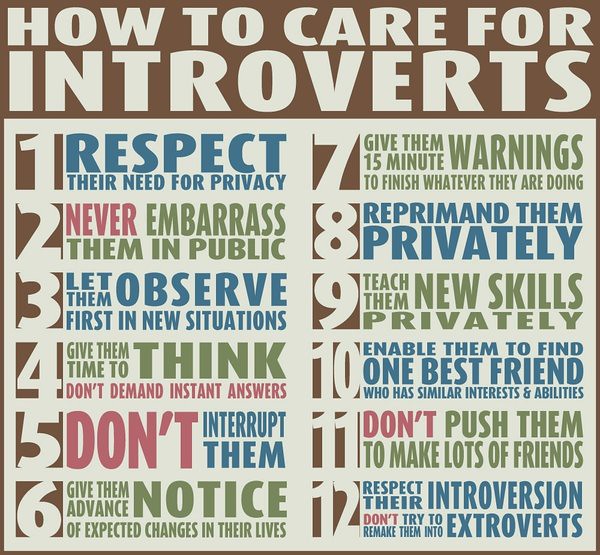 HOW TO CARE FOR
INTROVERTS
1 RESPECT
THEIR NEED FOR PRIVACY
2 NEVER EMBARRASS
THEM IN PUBLIC
3 LET THEM OBSERVE
FIRST IN NEW SITUATIONS
4 GIVE THEM TIME TO THINK
DON'T DEMAND INSTANT ANSWERS
5 DON'T INTERRUPT THEM
6 GIVE THEM ADVANCE NOTICE
OF EXPECTED CHANGES IN THEIR LIVES
7 GIVE THEM 15 MINUTE WARNINGS
TO FINISH WHATEVER THEY ARE DOING
8 REPRIMAND THEM
PRIVATELY
9 TEACH THEM NEW SKILLS
PRIVATELY
10 ENABLE THEM TO FIND
ONE BEST FRIEND
WHO HAS SIMILAR INTERESTS & ABILITIES
11 DON'T PUSH THEM
TO MAKE LOTS OF FRIENDS
12 RESPECT THEIR INTROVERSION
DON'T TRY TO REMAKE THEM INTO EXTROVERTS